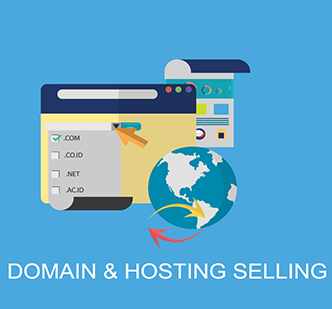 .COM
.CO.ID
.NET
.AC.ID
DOMAIN & HOSTING SELLING